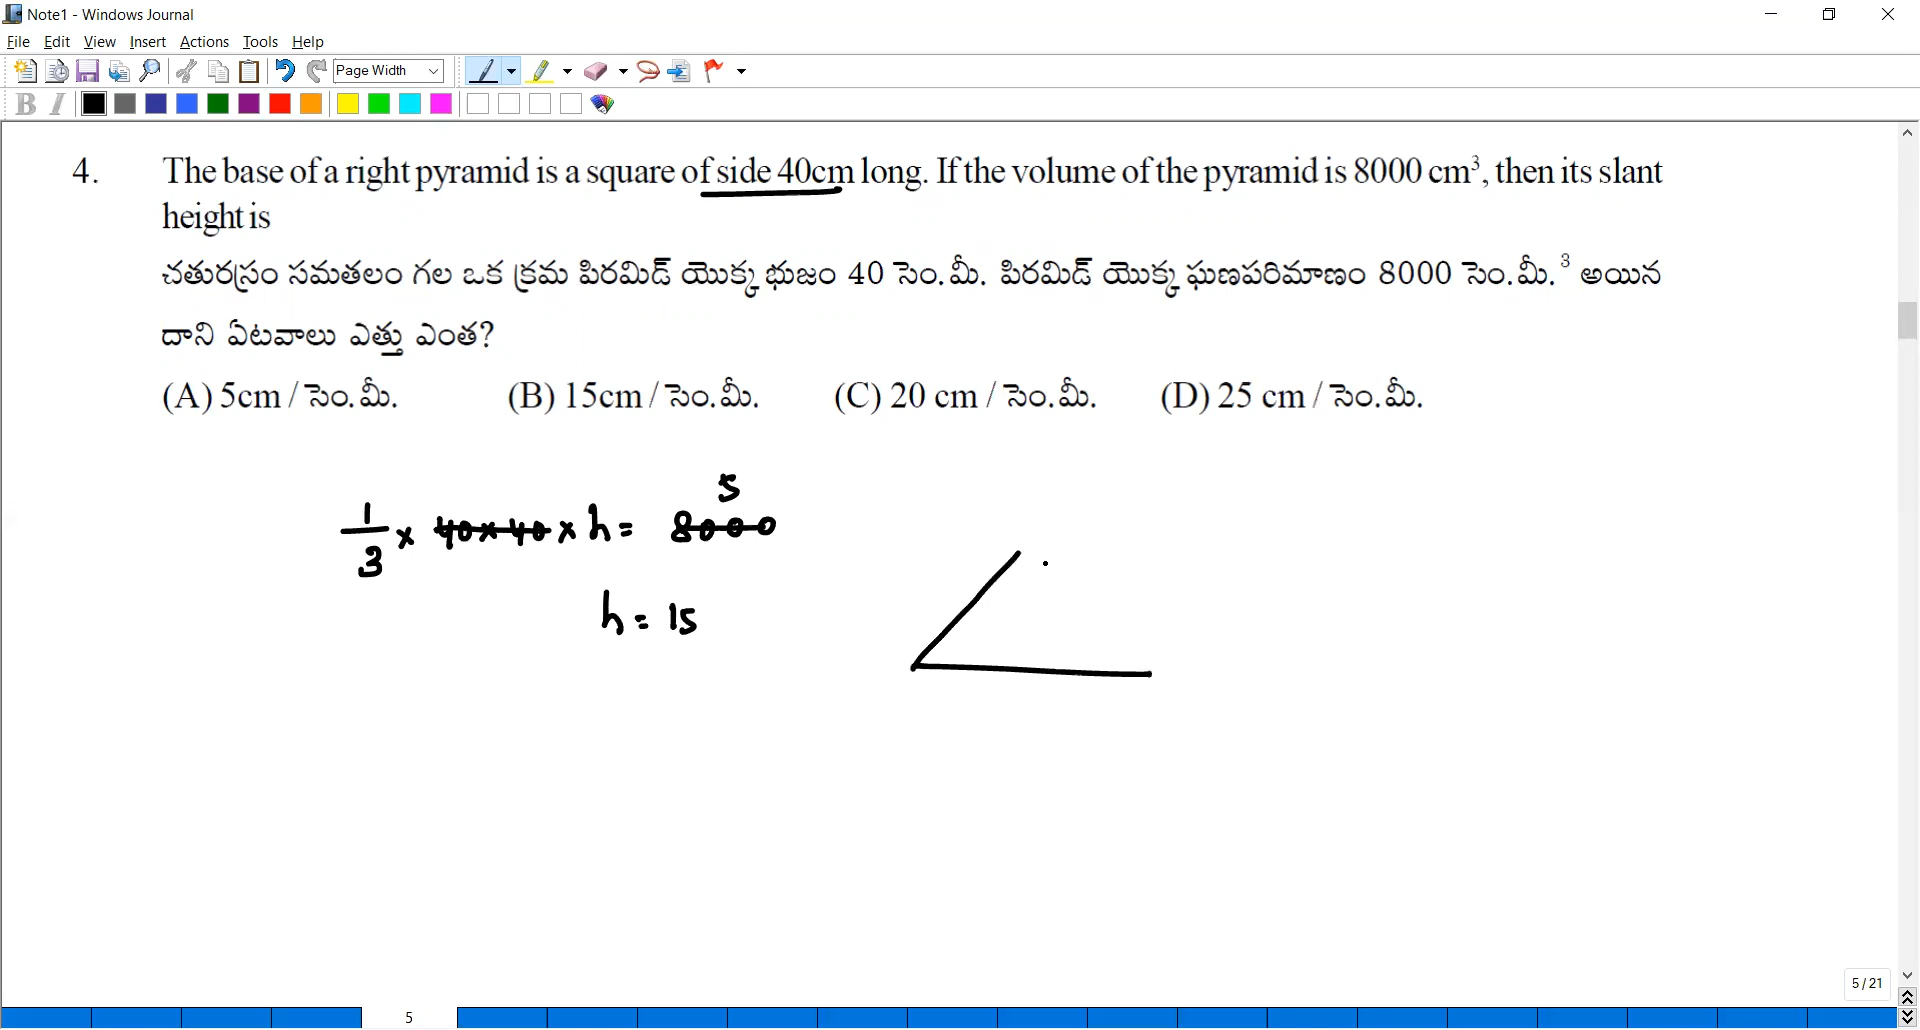 Note1 - Windows Journal
File Edit View Insert Actions Tools Help
Page Width
B I
4. The base of a right pyramid is a square of side 40cm long. If the volume of the pyramid is 8000 cm³, then its slant
height is
చతురస్రం సమతలం గల ఒక క్రమ పిరమిడ్ యొక్క భుజం 40 సెం.మీ. పిరమిడ్ యొక్క ఘణపరిమాణం 8000 సెం.మీ.³ అయిన
దాని ఏటవాలు ఎత్తు ఎంత?
(A) 5cm / సెం.మీ. (B) 15cm / సెం.మీ. (C) 20 cm / సెం.మీ. (D) 25 cm / సెం.మీ.
5
1/3 × 40×40 × h = 8000
h = 15
5 / 21
5